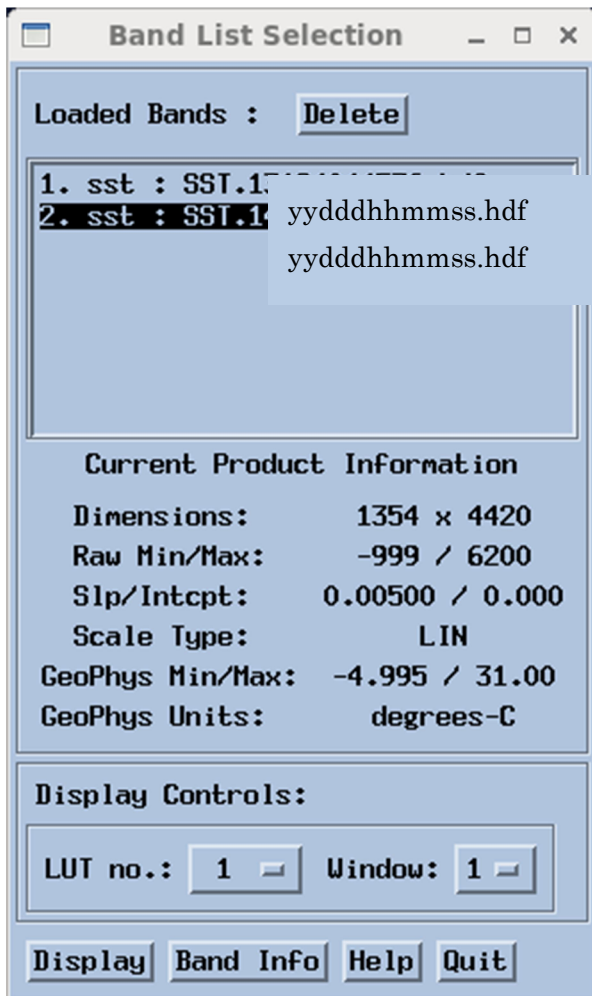 Band List Selection
Loaded Bands : Delete
1. sst : SST.
2. sst : SST.
yydddhhmmss.hdf
yydddhhmmss.hdf
Current Product Information
Dimensions: 1354 x 4420
Raw Min/Max: -999 / 6200
Slp/Intcpt: 0.00500 / 0.000
Scale Type: LIN
GeoPhys Min/Max: -4.995 / 31.00
GeoPhys Units: degrees-C
Display Controls:
LUT no.: 1 Window: 1
Display Band Info Help Quit